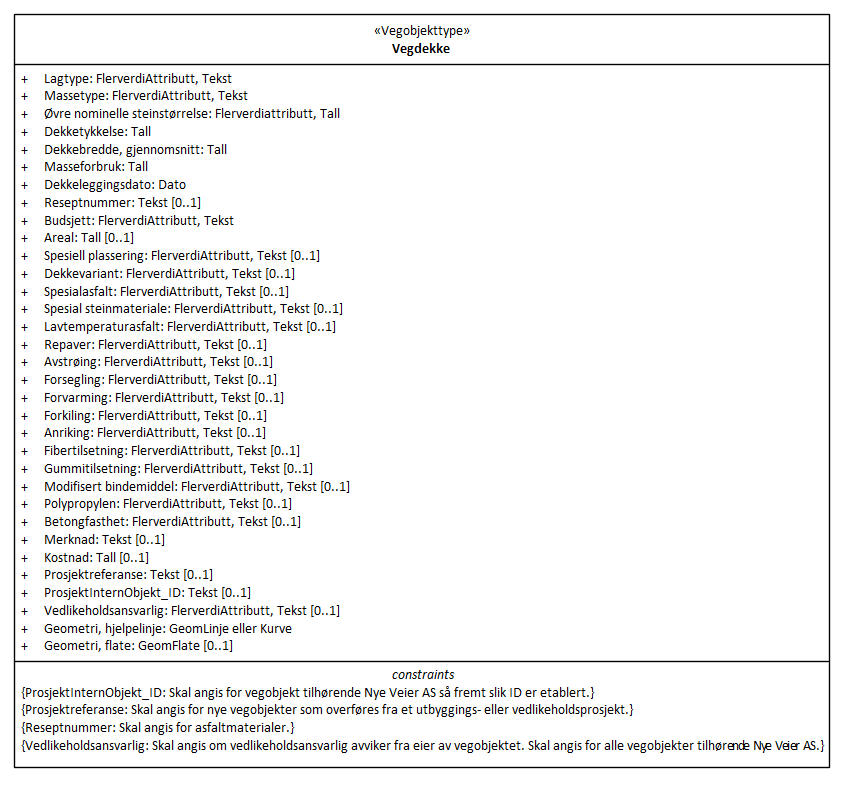 «Vegobjekttype»
Vegdekke
+ Lagtype: FlerverdiAttributt, Tekst
+ Massetype: FlerverdiAttributt, Tekst
+ Øvre nominelle steinstørrelse: Flerverdiattributt, Tall
+ Dekketykkelse: Tall
+ Dekkebredde, gjennomsnitt: Tall
+ Masseforbruk: Tall
+ Dekkeleggingsdato: Dato
+ Reseptnummer: Tekst [0..1]
+ Budsjett: FlerverdiAttributt, Tekst
+ Areal: Tall [0..1]
+ Spesiell plassering: FlerverdiAttributt, Tekst [0..1]
+ Dekkevariant: FlerverdiAttributt, Tekst [0..1]
+ Spesialasfalt: FlerverdiAttributt, Tekst [0..1]
+ Spesial steinmateriale: FlerverdiAttributt, Tekst [0..1]
+ Lavtemperaturasfalt: FlerverdiAttributt, Tekst [0..1]
+ Repaver: FlerverdiAttributt, Tekst [0..1]
+ Avstrøing: FlerverdiAttributt, Tekst [0..1]
+ Forsegling: FlerverdiAttributt, Tekst [0..1]
+ Forvarming: FlerverdiAttributt, Tekst [0..1]
+ Forkiling: FlerverdiAttributt, Tekst [0..1]
+ Anriking: FlerverdiAttributt, Tekst [0..1]
+ Fibertilsetning: FlerverdiAttributt, Tekst [0..1]
+ Gummitilsetning: FlerverdiAttributt, Tekst [0..1]
+ Modifisert bindemiddel: FlerverdiAttributt, Tekst [0..1]
+ Polypropylen: FlerverdiAttributt, Tekst [0..1]
+ Betongfasthet: FlerverdiAttributt, Tekst [0..1]
+ Merknad: Tekst [0..1]
+ Kostnad: Tall [0..1]
+ Prosjektreferanse: Tekst [0..1]
+ ProsjektInternObjekt_ID: Tekst [0..1]
+ Vedlikeholdsansvarlig: FlerverdiAttributt, Tekst [0..1]
+ Geometri, hjelpelinje: GeomLinje eller Kurve
+ Geometri, flate: GeomFlate [0..1]
constraints
{ProsjektInternObjekt_ID: Skal angis for vegobjekt tilhørende Nye Veier AS så fremt slik ID er etablert.}
{Prosjektreferanse: Skal angis for nye vegobjekter som overføres fra et utbyggings- eller vedlikeholdsprosjekt.}
{Reseptnummer: Skal angis for asfaltmaterialer.}
{Vedlikeholdsansvarlig: Skal angis om vedlikeholdsansvarlig avviker fra eier av vegobjektet. Skal angis for alle vegobjekter tilhørende Nye Veier AS.}